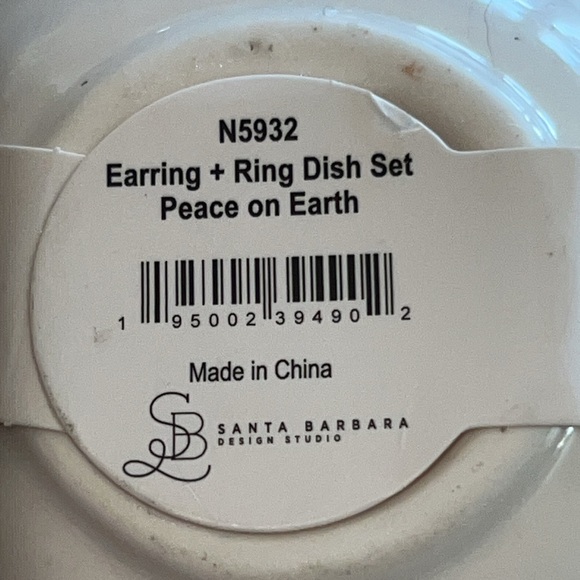 N5932
Earring + Ring Dish Set
Peace on Earth
1 95002 39490 2
Made in China
SB
SANTA BARBARA
DESIGN STUDIO